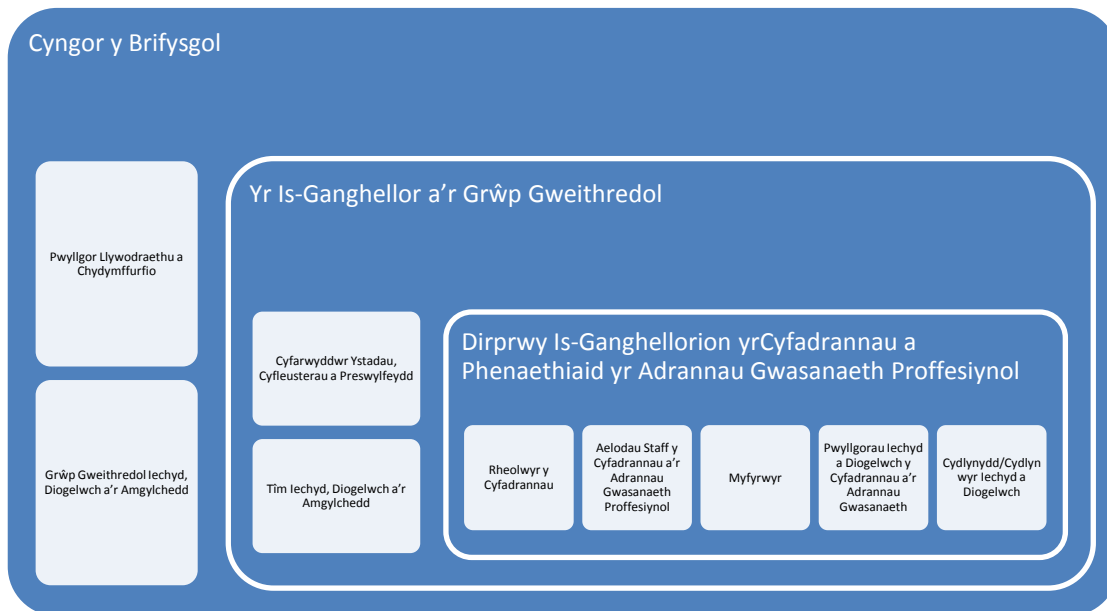 Cyngor y Brifysgol
Pwyllgor Llywodraethu a
Chydymffurfio
Grŵp Gweithredol Iechyd,
Diogelwch a'r Amgylchedd
Yr Is-Ganghellor a'r Grŵp Gweithredol
Cyfarwyddwr Ystadau,
Cyfleusterau a Preswylfeydd
Tîm Iechyd, Diogelwch a'r
Amgylchedd
Dirprwy Is-Ganghellorion yrCyfadrannau a
Phenaethiaid yr Adrannau Gwasanaeth Proffesiynol
Rheolwyr y
Cyfadrannau
Aelodau Staff y
Cyfadrannau a'r
Adrannau
Gwasanaeth
Proffesiynol
Myfyrwyr
Pwyllgorau Iechyd
a Diogelwch y
Cyfadrannau a'r
Adrannau
Gwasanaeth
Cydlynydd/Cydlyn
wyr Iechyd a
Diogelwch